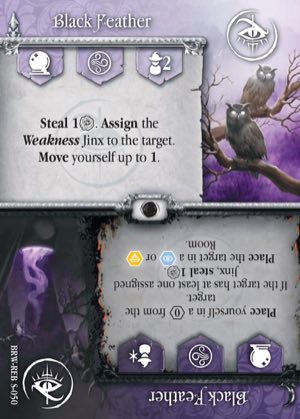 Black Feather
2
Steal 1. Assign the
Weakness Jinx to the target.
Move yourself up to 1.
Black Feather
Place yourself in a 0 from the
target.
If the target has at least one assigned
Jinx, steal 1.
Place the target in a or
Room.
BRW-REB S-050